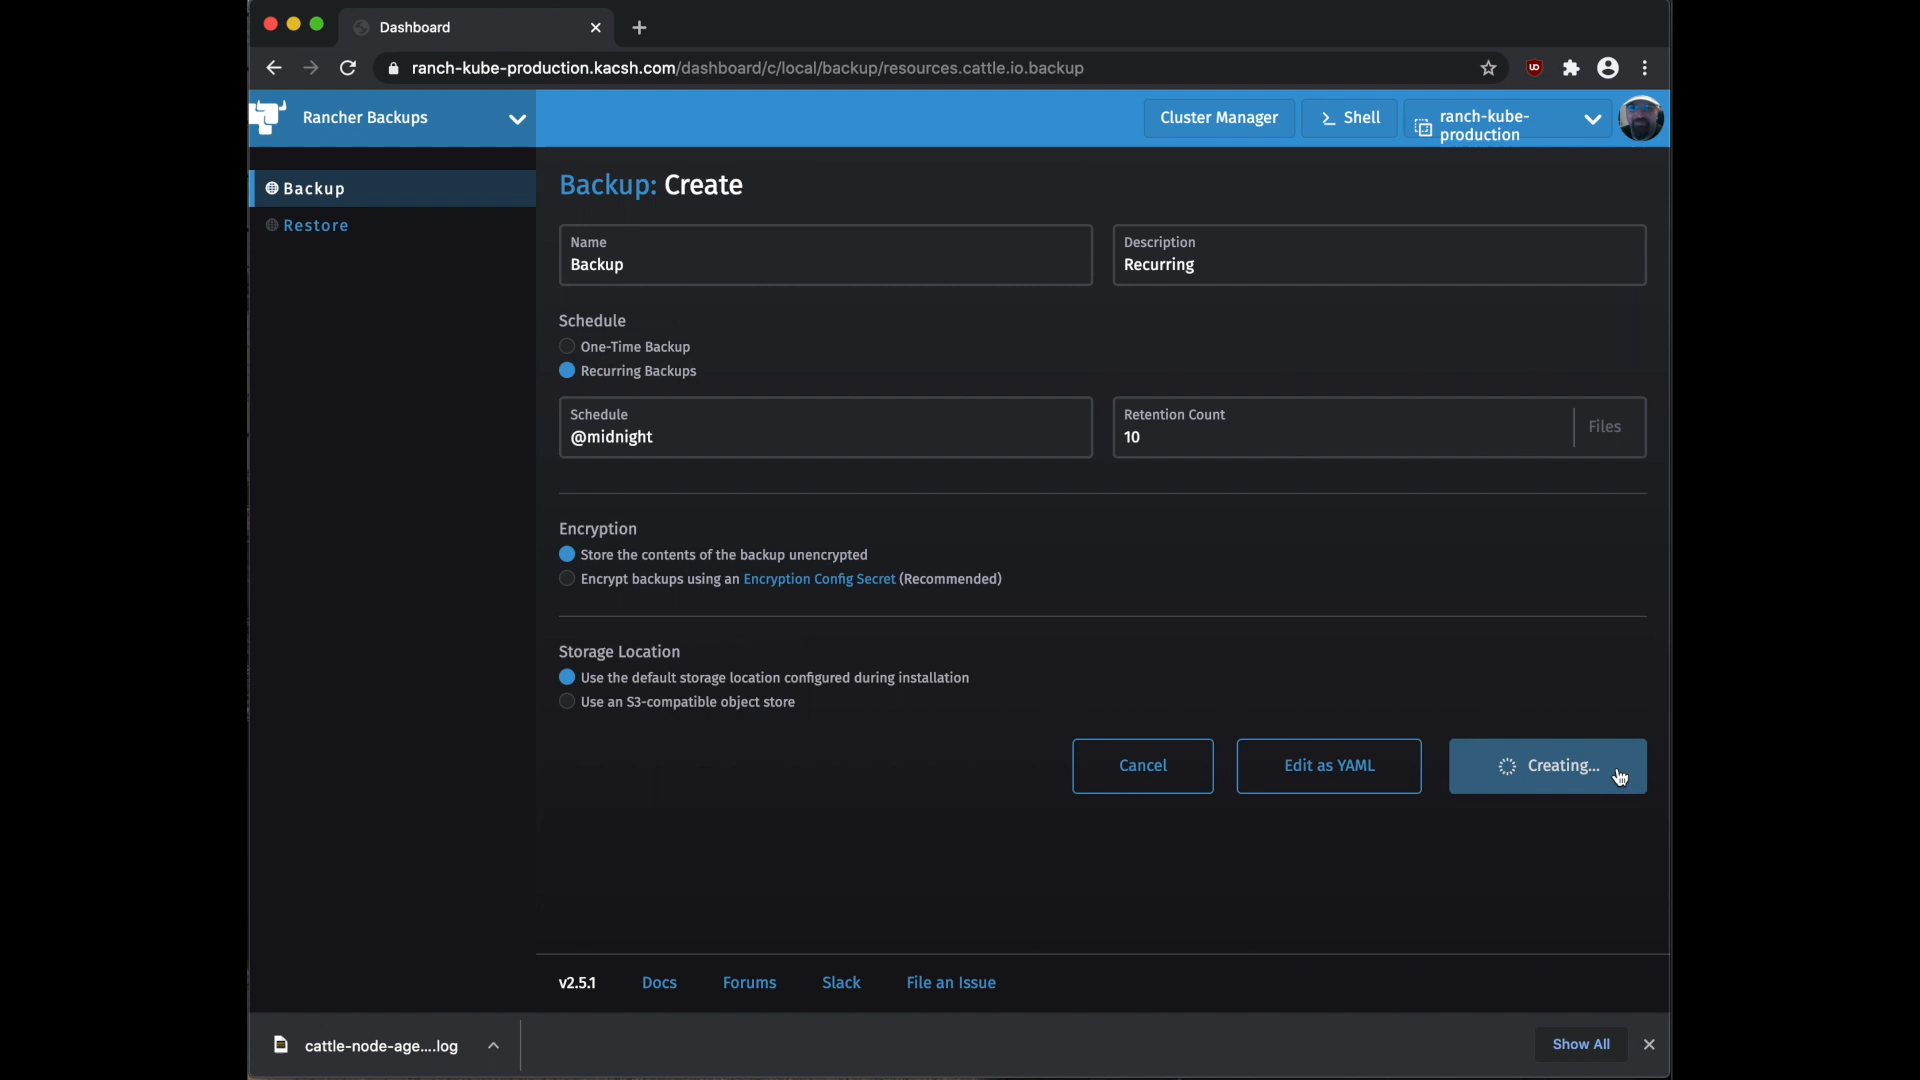 Dashboard
ranch-kube-production.kacsh.com/dashboard/c/local/backup/resources.cattle.io.backup
Rancher Backups
Cluster Manager
Shell
ranch-kube-
production
Backup
Restore
Backup: Create
Name
Backup
Description
Recurring
Schedule
One-Time Backup
Recurring Backups
Schedule
@midnight
Retention Count
10
Files
Encryption
Store the contents of the backup unencrypted
Encrypt backups using an Encryption Config Secret (Recommended)
Storage Location
Use the default storage location configured during installation
Use an S3-compatible object store
Cancel
Edit as YAML
Creating...
v2.5.1
Docs
Forums
Slack
File an Issue
cattle-node-age....log
Show All